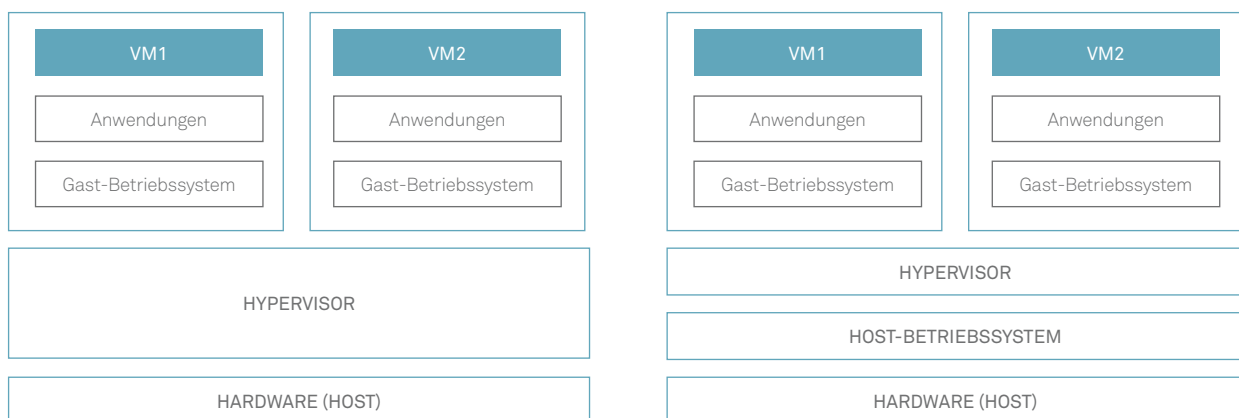 VM1
Anwendungen
Gast-Betriebssystem
VM2
Anwendungen
Gast-Betriebssystem
HYPERVISOR
HARDWARE (HOST)
VM1
Anwendungen
Gast-Betriebssystem
VM2
Anwendungen
Gast-Betriebssystem
HYPERVISOR
HOST-BETRIEBSSYSTEM
HARDWARE (HOST)